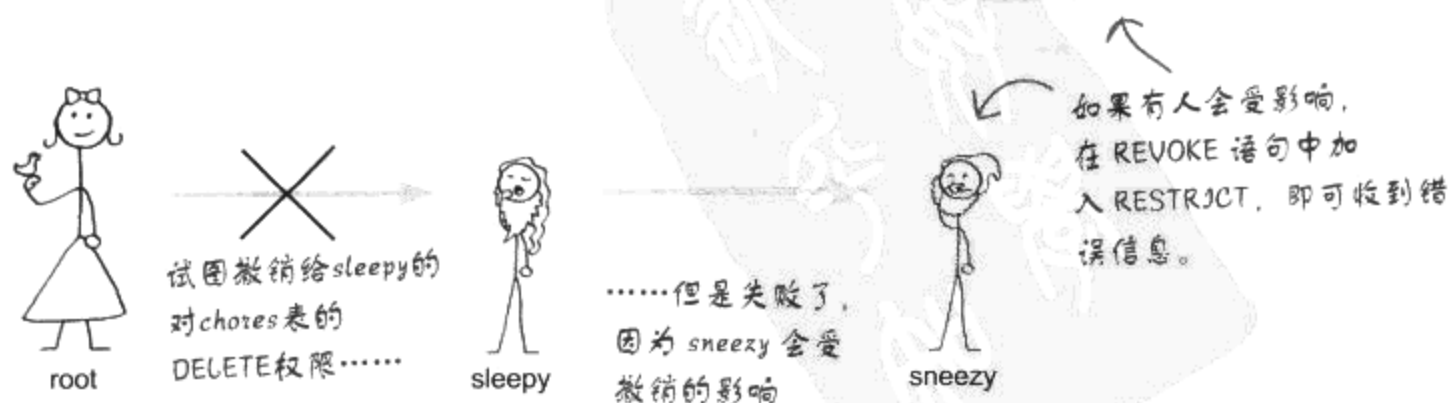 如果有人会受影响，
在 REVOKE 语句中加
入 RESTRICT，即可收到错
误信息。
试图撤销给sleepy的
对chores表的
DELETE权限……
……但是失败了，
因为 sneezy 会受
撤销的影响
root
sleepy
sneezy